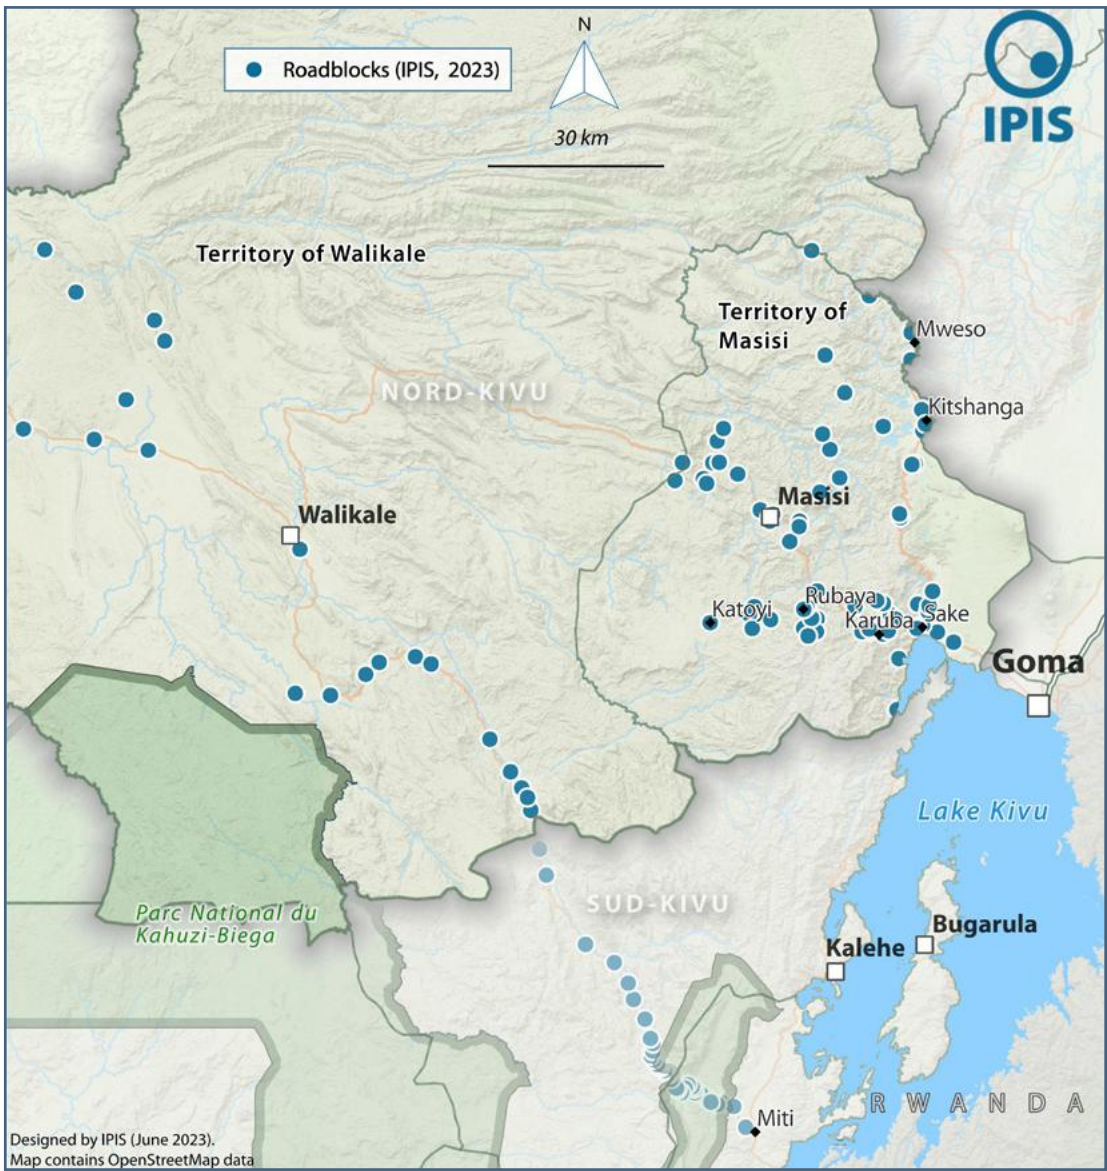 N
Roadblocks (IPIS, 2023)
30 km
IPIS
Territory of Walikale
Territory of
Masisi
Mweso
NORD-KIVU
Kitshanga
Masisi
Walikale
Rubaya
Katoyi
Karuba
Sake
Goma
Lake Kivu
SUD-KIVU
Parc National du
Kahuzi-Biega
Bugarula
Kalehe
RWANDA
Miti
Designed by IPIS (June 2023).
Map contains OpenStreetMap data